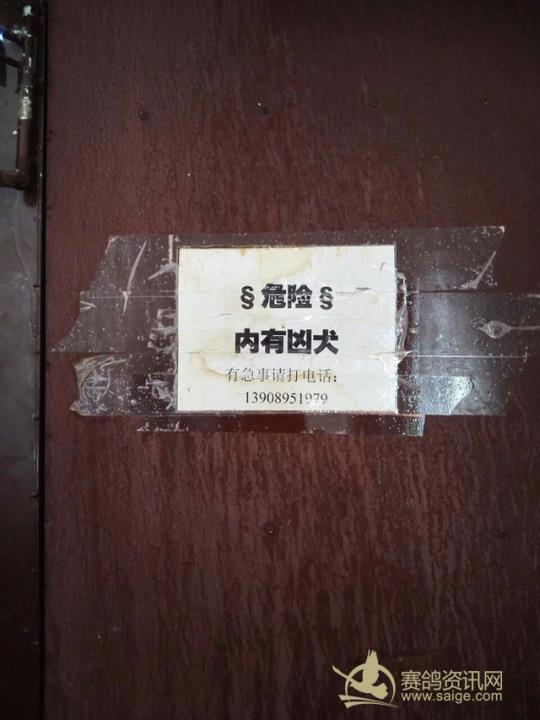 §危险§
内有凶犬
有急事请打电话：
13908951979
赛鸽资讯网
www.saige.com